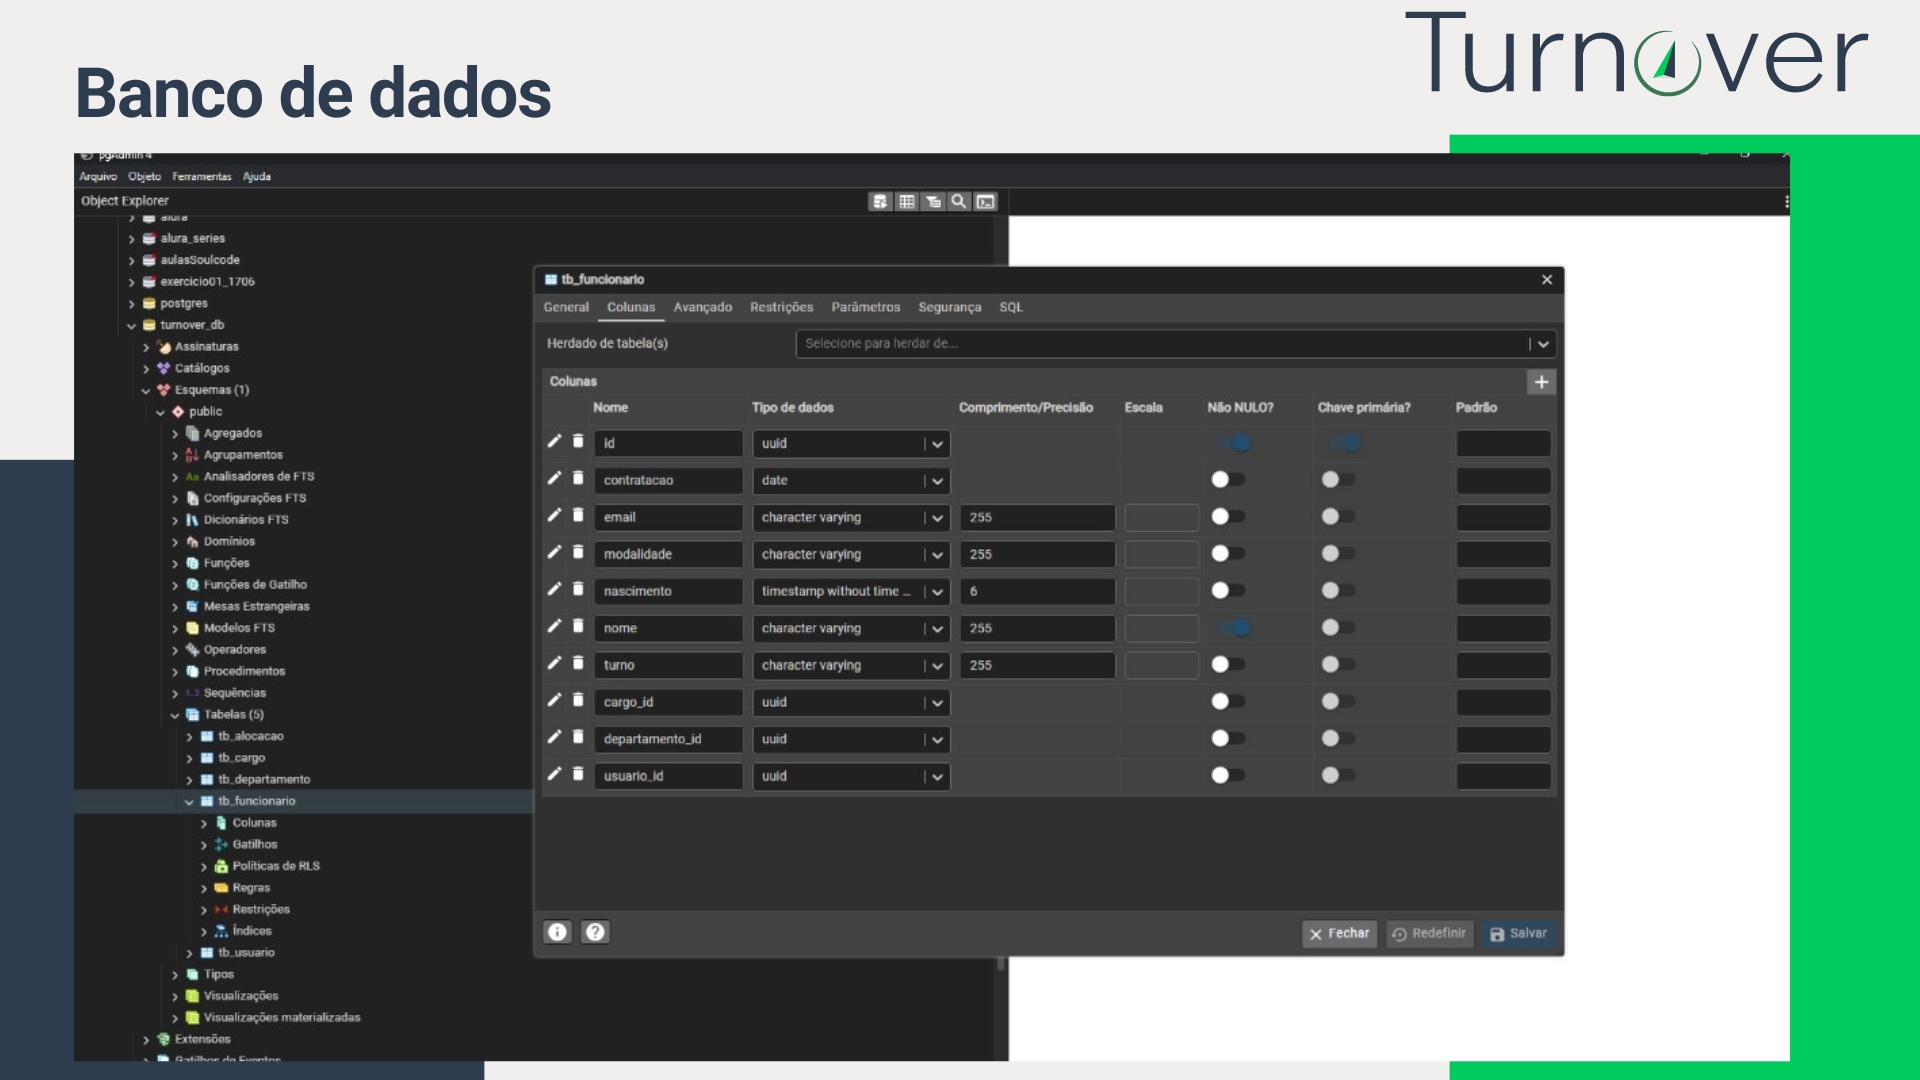 Turnover
Banco de dados
pgAdmin 4
Arquivo Objeto Ferramentas Ajuda
Object Explorer
alura
alura_series
aulasSoulcode
exercicio01_1706
postgres
turnover_db
Assinaturas
Catálogos
Esquemas (1)
public
Agregados
Agrupamentos
Analisadores de FTS
Configurações FTS
Dicionários FTS
Domínios
Funções
Funções de Gatilho
Mesas Estrangeiras
Modelos FTS
Operadores
Procedimentos
1..3 Sequências
Tabelas (5)
tb_alocacao
tb_cargo
tb_departamento
tb_funcionario
Colunas
Gatilhos
Políticas de RLS
Regras
Restrições
Índices
tb_usuario
Tipos
Visualizações
Visualizações materializadas
Extensões
Gatilhos de Eventos
tb_funcionario
General Colunas Avançado Restrições Parâmetros Segurança SQL
Herdado de tabela(s) Selecione para herdar de...
Colunas
Nome Tipo de dados Comprimento/Precisão Escala Não NULO? Chave primária? Padrão
id uuid
contratacao date
email character varying 255
modalidade character varying 255
nascimento timestamp without time ... 6
nome character varying 255
turno character varying 255
cargo_id uuid
departamento_id uuid
usuario_id uuid
Fechar Redefinir Salvar